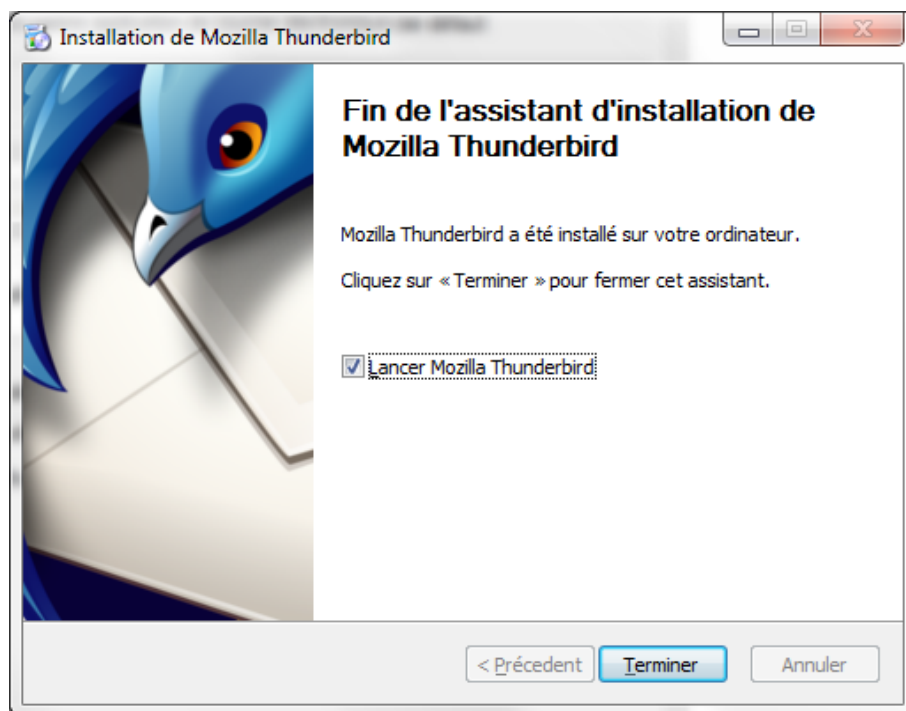 Installation de Mozilla Thunderbird
Fin de l'assistant d'installation de
Mozilla Thunderbird
Mozilla Thunderbird a été installé sur votre ordinateur.
Cliquez sur « Terminer » pour fermer cet assistant.
Lancer Mozilla Thunderbird
< Précedent Terminer Annuler